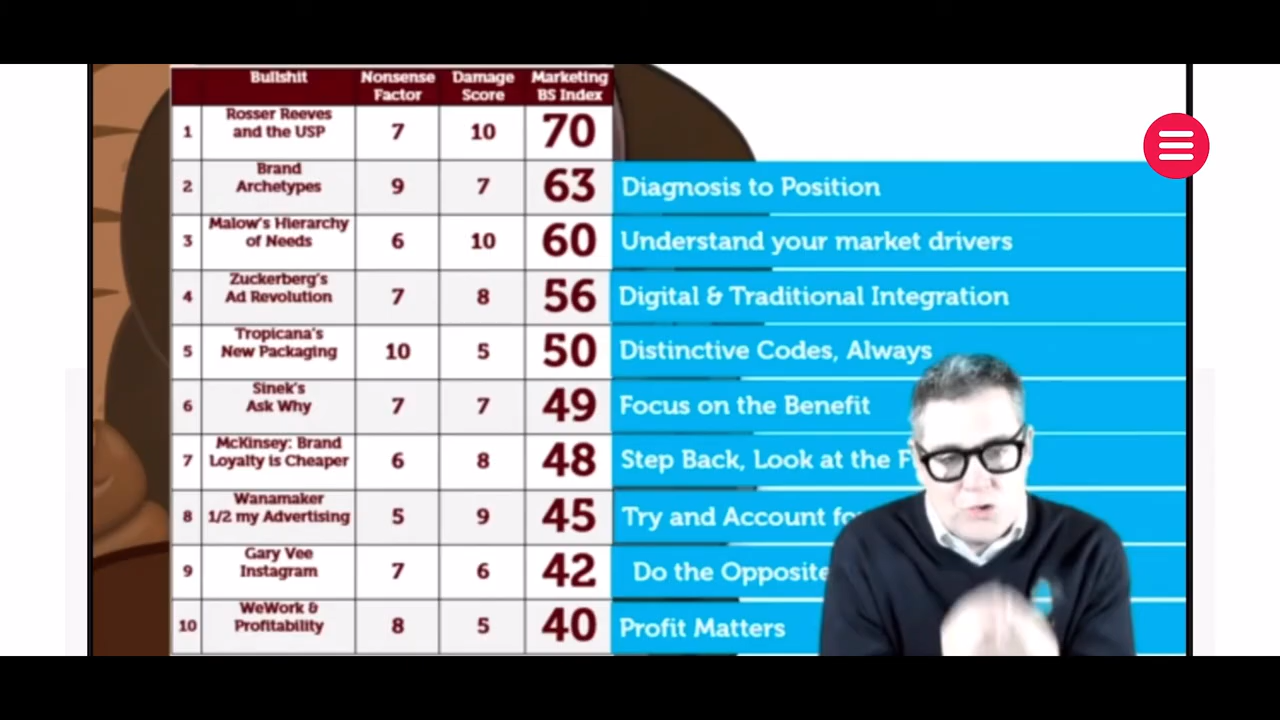 Bullshit
Nonsense
Factor
Damage
Score
Marketing
BS Index
1
Rosser Reeves
and the USP
7
10
70
2
Brand
Archetypes
9
7
63
Diagnosis to Position
3
Malow's Hierarchy
of Needs
6
10
60
Understand your market drivers
4
Zuckerberg's
Ad Revolution
7
8
56
Digital & Traditional Integration
5
Tropicana's
New Packaging
10
5
50
Distinctive Codes, Always
6
Sinek's
Ask Why
7
7
49
Focus on the Benefit
7
McKinsey: Brand
Loyalty is Cheaper
6
8
48
Step Back, Look at the
8
Wanamaker
1/2 my Advertising
5
9
45
Try and Account
9
Gary Vee
Instagram
7
6
42
Do the Opposite
10
WeWork &
Profitability
8
5
40
Profit Matters